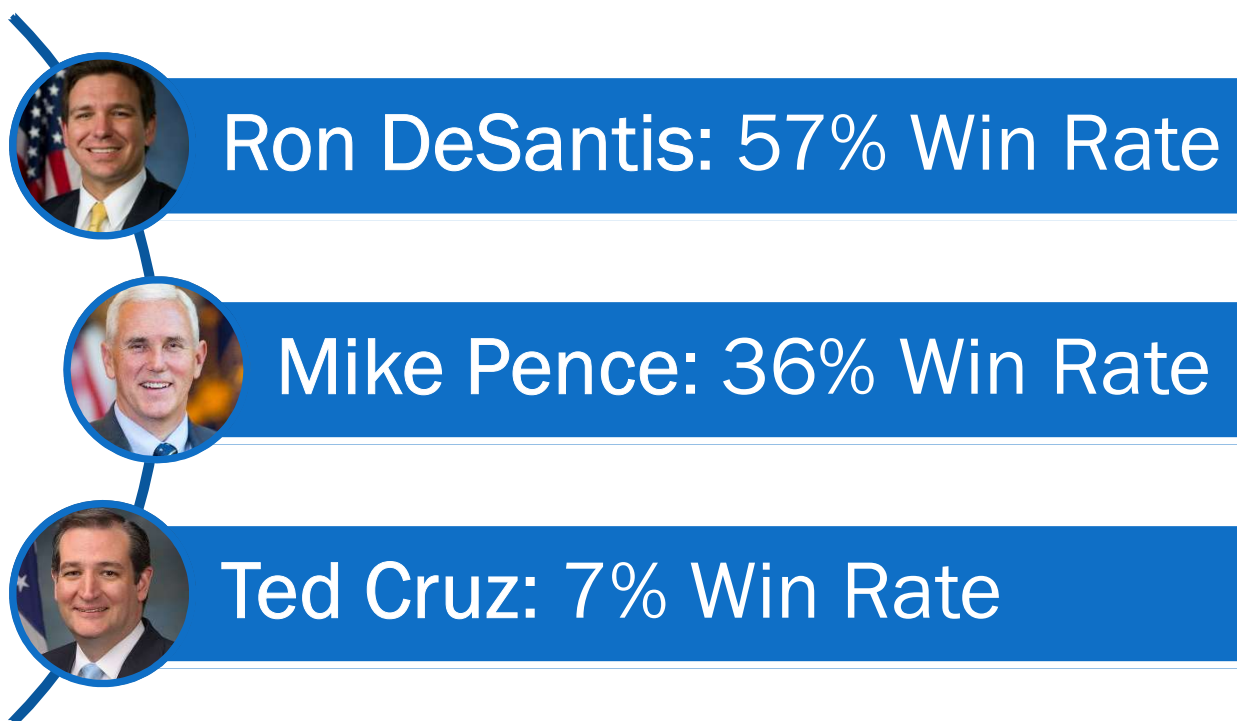 Ron DeSantis: 57% Win Rate
Mike Pence: 36% Win Rate
Ted Cruz: 7% Win Rate